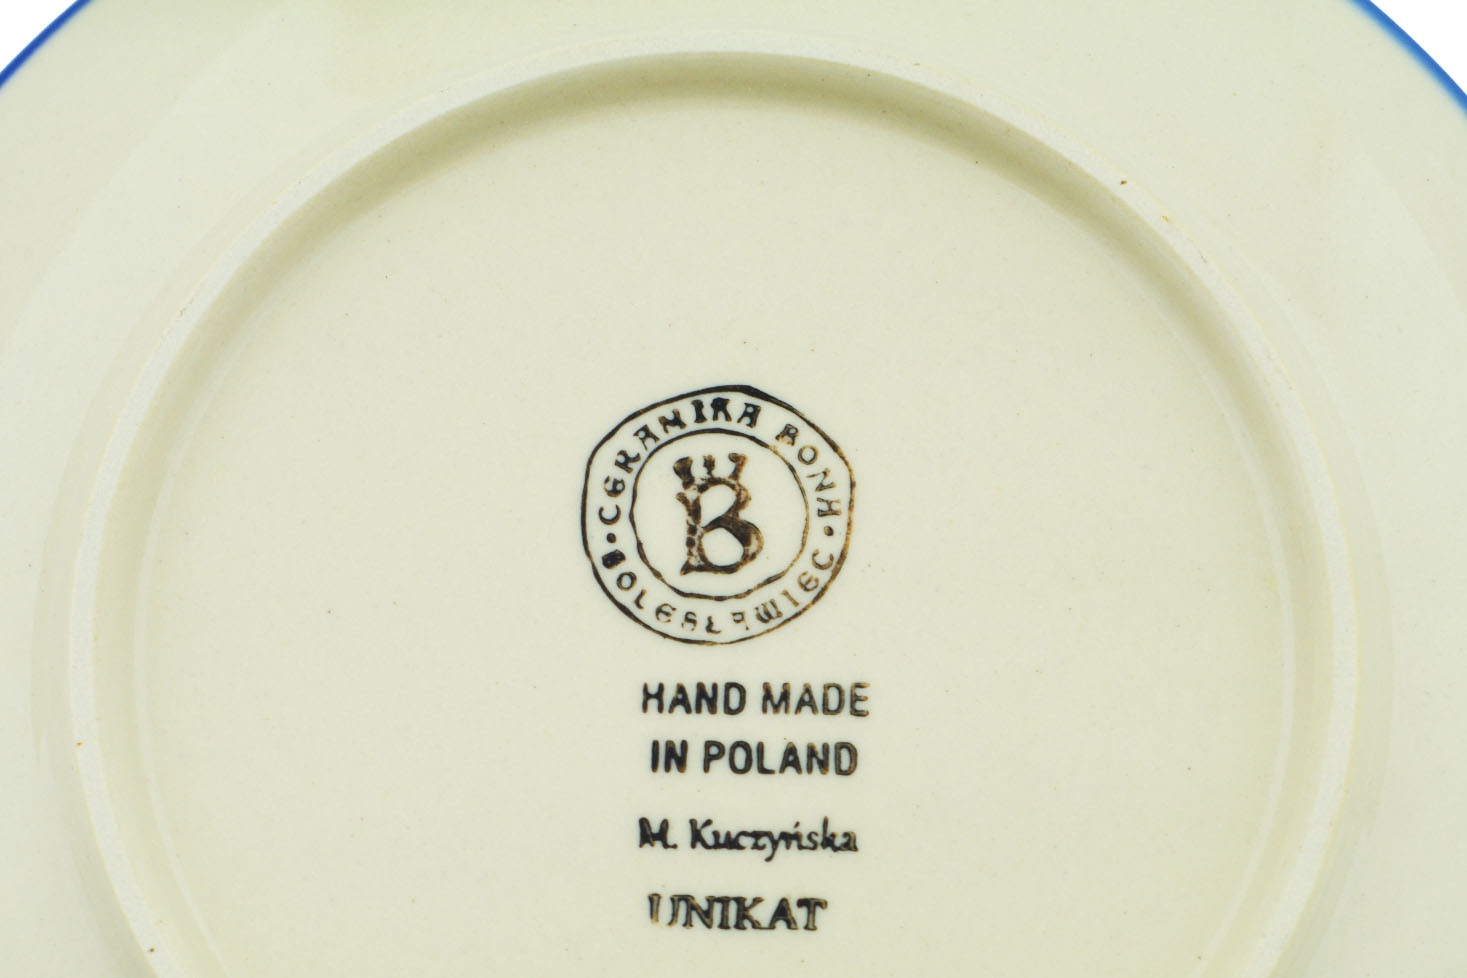 CERAMIKA BONA
BOLESŁAWIEC
B
HAND MADE
IN POLAND
M. Kuczyńska
UNIKAT